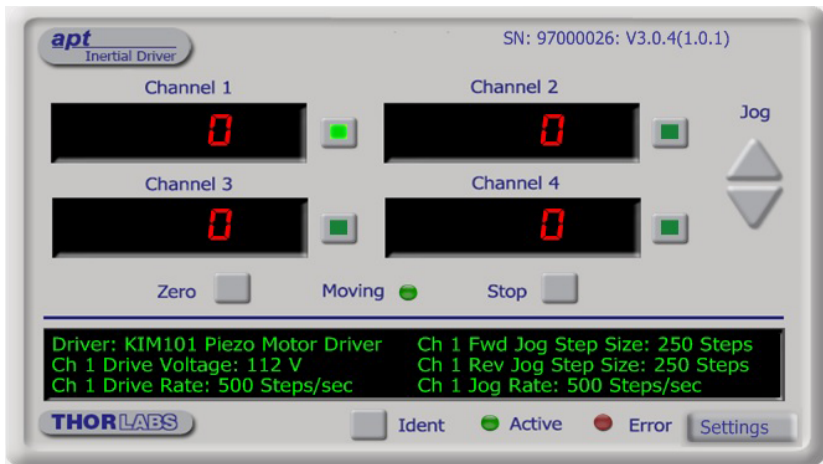 apt
Inertial Driver
SN: 97000026: V3.0.4(1.0.1)
Channel 1
Channel 2
0
0
Jog
Channel 3
Channel 4
0
0
Zero
Moving
Stop
Driver: KIM101 Piezo Motor Driver
Ch 1 Drive Voltage: 112 V
Ch 1 Drive Rate: 500 Steps/sec
Ch 1 Fwd Jog Step Size: 250 Steps
Ch 1 Rev Jog Step Size: 250 Steps
Ch 1 Jog Rate: 500 Steps/sec
THORLABS
Ident
Active
Error
Settings